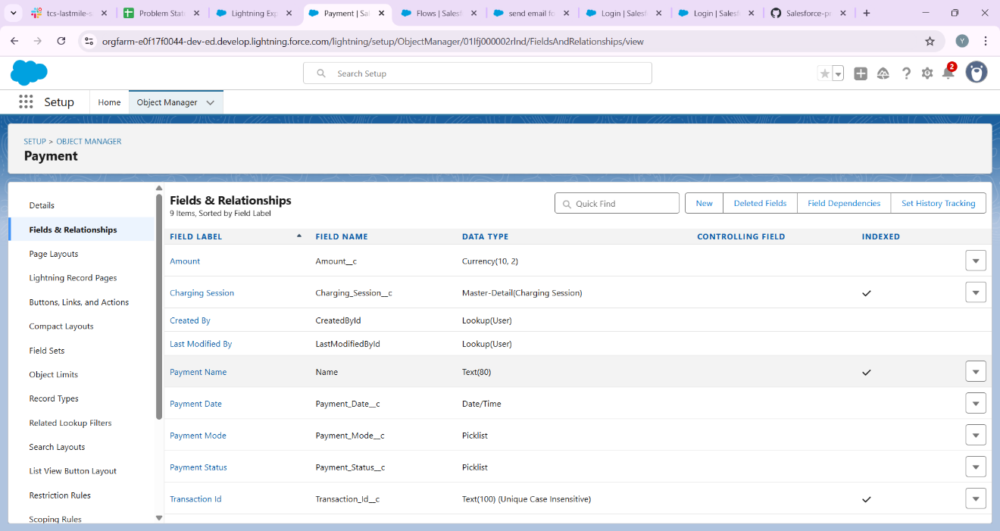 tcs-lastmile-s
Problem Stat
Lightning Exp
Payment | Sal
Flows | Salesf
send email fo
Login | Salesf
Login | Salesf
Salesforce-pr
orgfarm-e0f17f0044-dev-ed.develop.lightning.force.com/lightning/setup/ObjectManager/01Ifj000002rlnd/FieldsAndRelationships/view
Y
Search Setup
2
Setup
Home
Object Manager
SETUP > OBJECT MANAGER
Payment
Details
Fields & Relationships
Page Layouts
Lightning Record Pages
Buttons, Links, and Actions
Compact Layouts
Field Sets
Object Limits
Record Types
Related Lookup Filters
Search Layouts
List View Button Layout
Restriction Rules
Scoping Rules
Fields & Relationships
9 Items, Sorted by Field Label
Quick Find
New
Deleted Fields
Field Dependencies
Set History Tracking
FIELD LABEL FIELD NAME DATA TYPE CONTROLLING FIELD INDEXED
Amount Amount__c Currency(10, 2)
Charging Session Charging_Session__c Master-Detail(Charging Session)
Created By CreatedById Lookup(User)
Last Modified By LastModifiedById Lookup(User)
Payment Name Name Text(80)
Payment Date Payment_Date__c Date/Time
Payment Mode Payment_Mode__c Picklist
Payment Status Payment_Status__c Picklist
Transaction Id Transaction_Id__c Text(100) (Unique Case Insensitive)